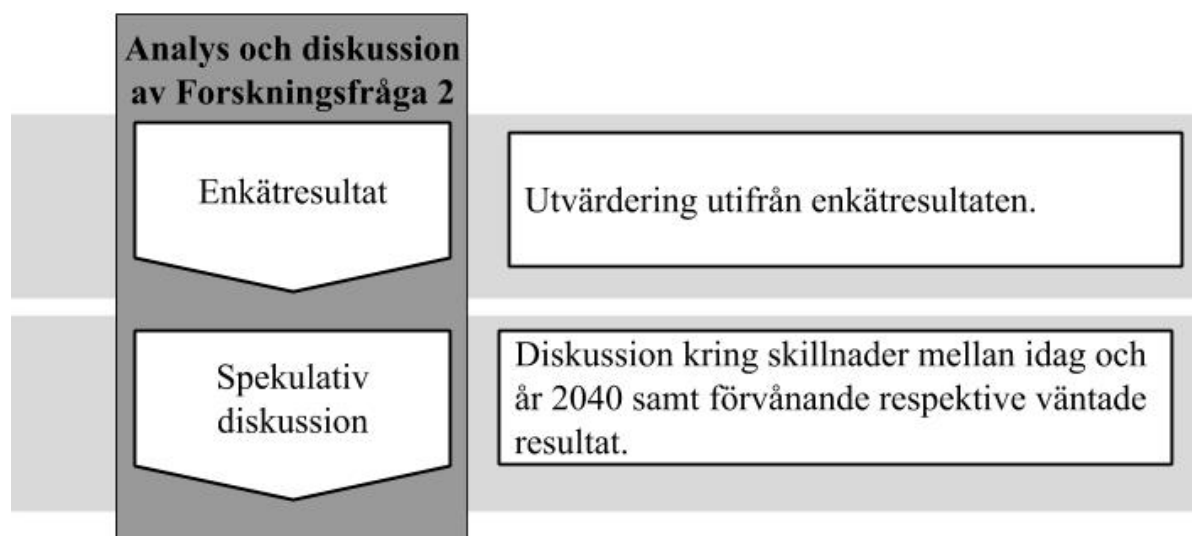 Analys och diskussion
av Forskningsfråga 2
Enkätresultat
Utvärdering utifrån enkätresultaten.
Spekulativ
diskussion
Diskussion kring skillnader mellan idag och
år 2040 samt förvånande respektive väntade
resultat.